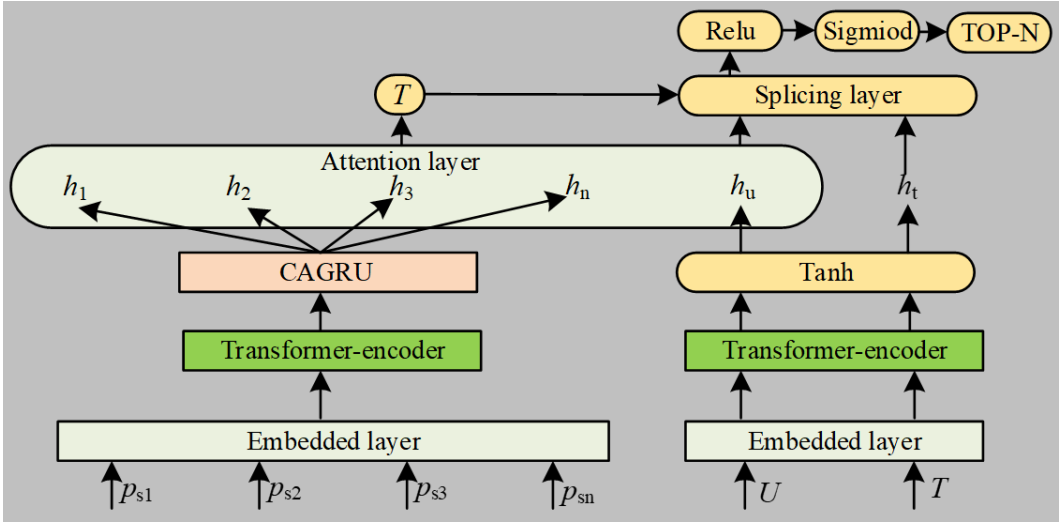 Relu
Sigmiod
TOP-N
T
Splicing layer
Attention layer
h1
h2
h3
hn
hu
ht
CAGRU
Tanh
Transformer-encoder
Transformer-encoder
Embedded layer
Embedded layer
ps1
ps2
ps3
psn
U
T